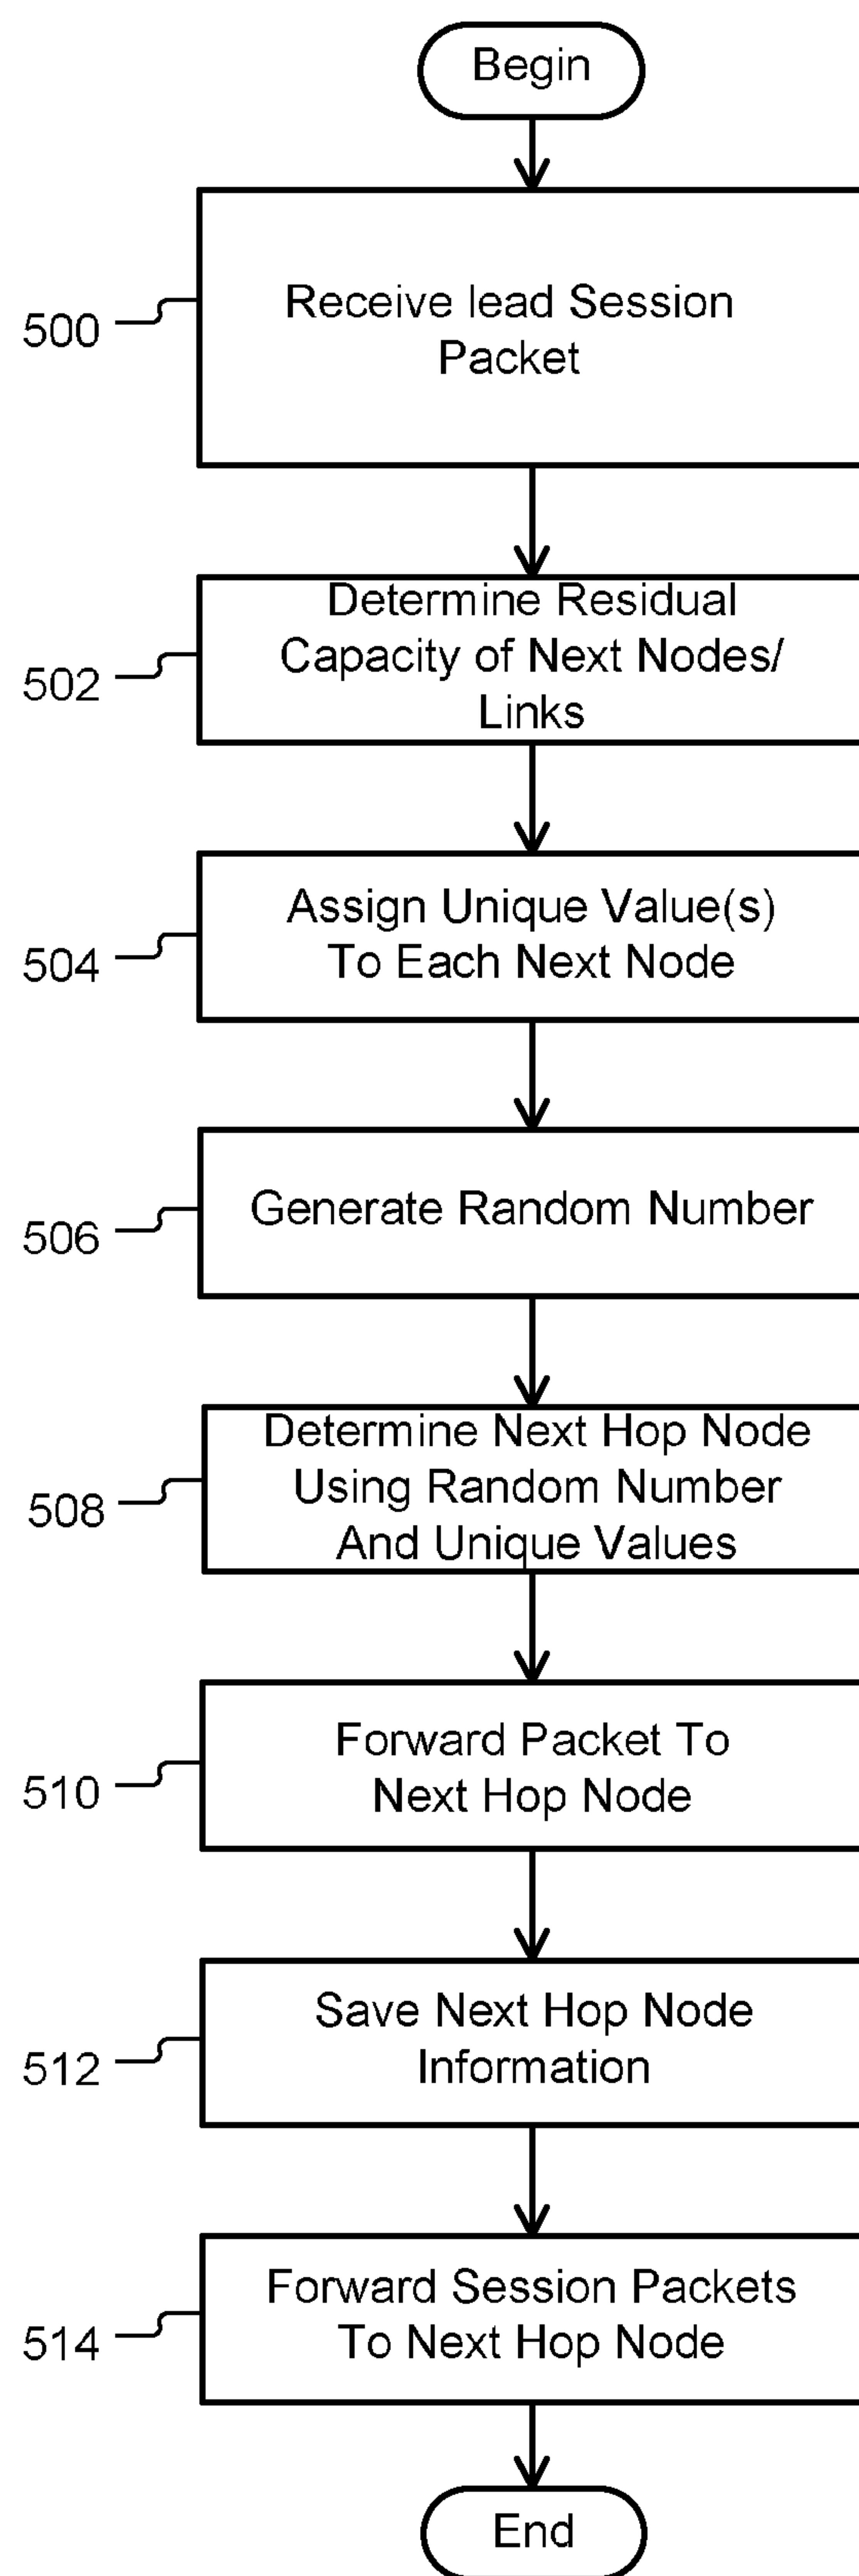 Begin
500
Receive lead Session
Packet
502
Determine Residual
Capacity of Next Nodes/
Links
504
Assign Unique Value(s)
To Each Next Node
506
Generate Random Number
508
Determine Next Hop Node
Using Random Number
And Unique Values
510
Forward Packet To
Next Hop Node
512
Save Next Hop Node
Information
514
Forward Session Packets
To Next Hop Node
End